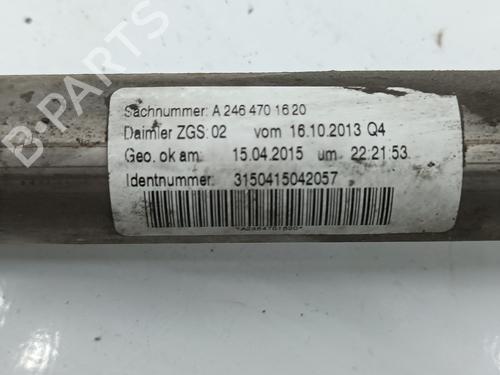 Sachnummer: A 246 470 16 20
Daimler ZGS: 02 vom 16.10.2013 Q4
Geo. ok am: 15.04.2015 um 22:21:53
Identnummer: 3150415042057
*A2464701620*
B-PARTS